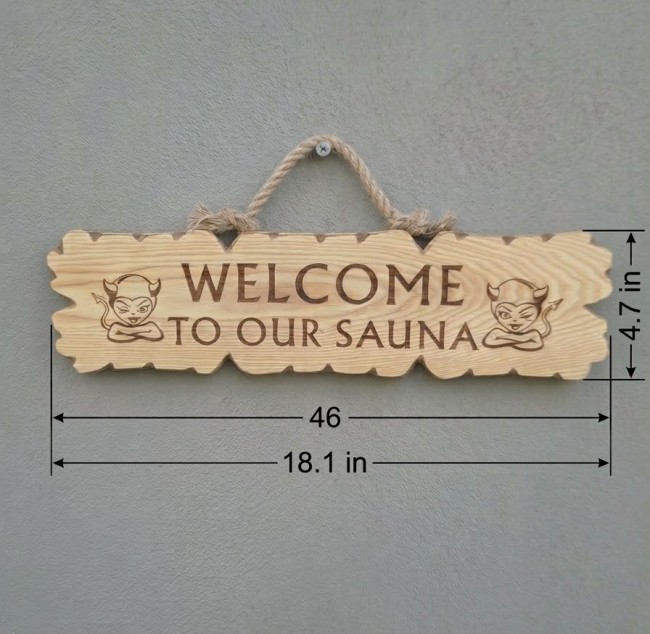 WELCOME
TO OUR SAUNA
4.7 in
46
18.1 in